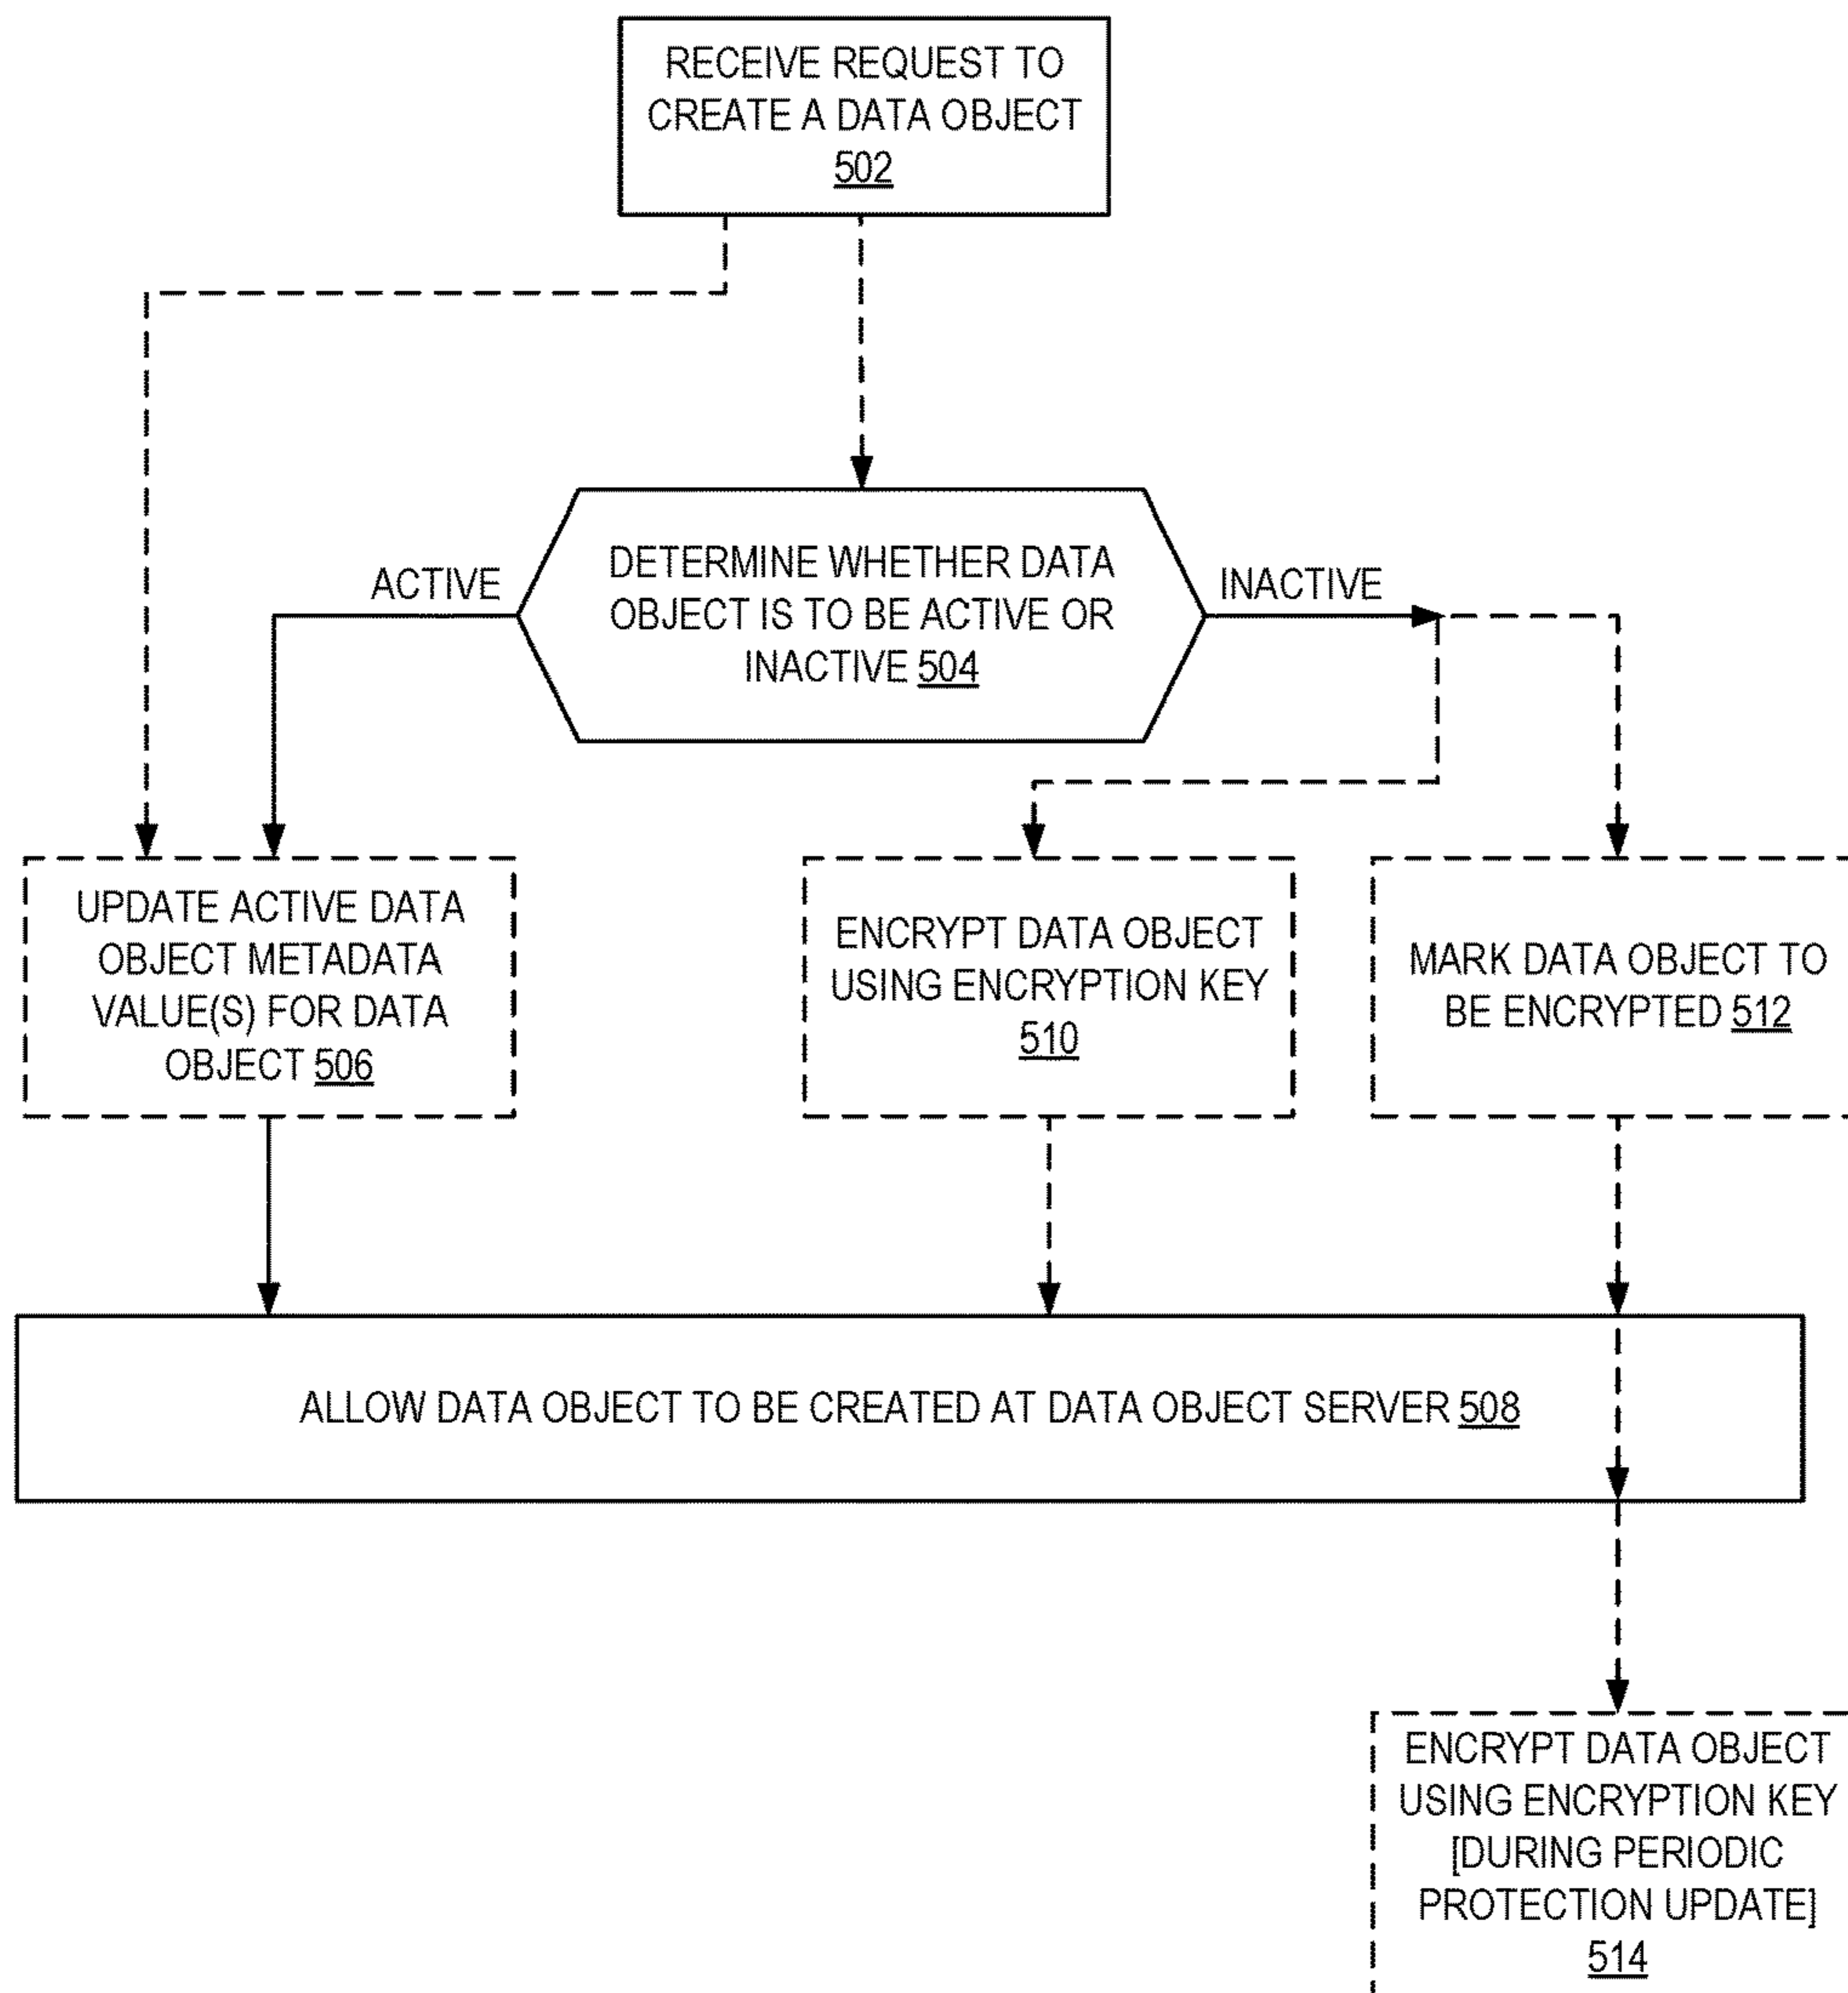 RECEIVE REQUEST TO
CREATE A DATA OBJECT
502
DETERMINE WHETHER DATA
OBJECT IS TO BE ACTIVE OR
INACTIVE 504
ACTIVE
INACTIVE
UPDATE ACTIVE DATA
OBJECT METADATA
VALUE(S) FOR DATA
OBJECT 506
ENCRYPT DATA OBJECT
USING ENCRYPTION KEY
510
MARK DATA OBJECT TO
BE ENCRYPTED 512
ALLOW DATA OBJECT TO BE CREATED AT DATA OBJECT SERVER 508
ENCRYPT DATA OBJECT
USING ENCRYPTION KEY
[DURING PERIODIC
PROTECTION UPDATE]
514